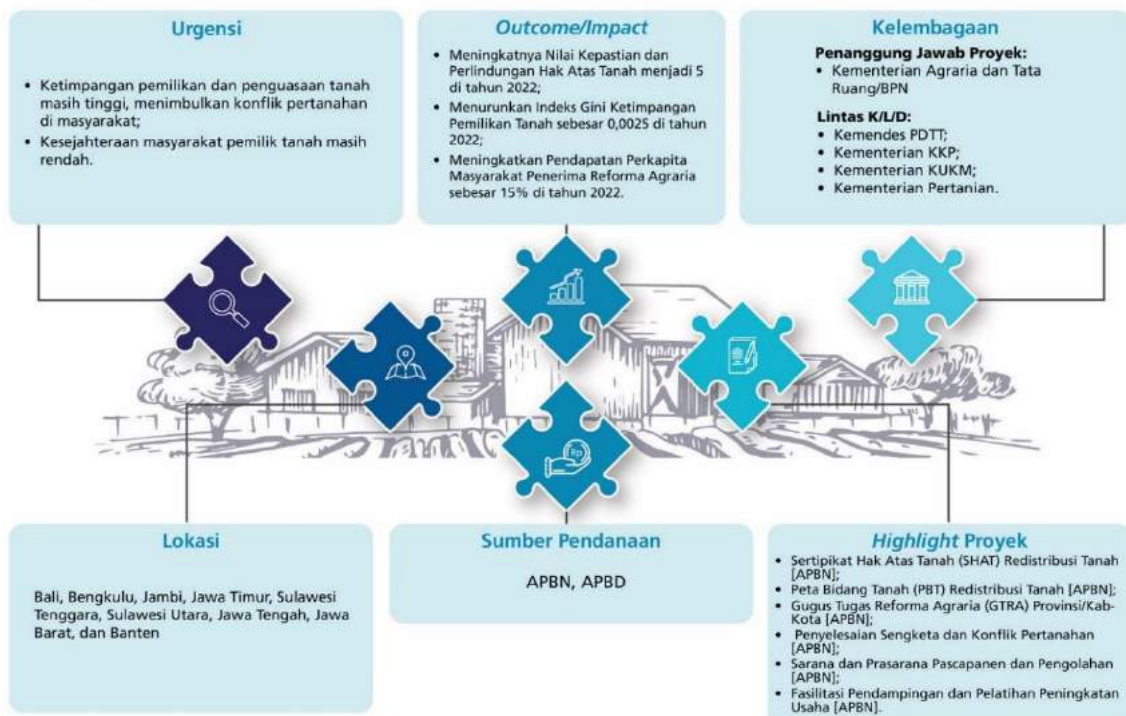 Urgensi
• Ketimpangan pemilikan dan penguasaan tanah
masih tinggi, menimbulkan konflik pertanahan
di masyarakat;
• Kesejahteraan masyarakat pemilik tanah masih
rendah.
Outcome/Impact
• Meningkatnya Nilai Kepastian dan
Perlindungan Hak Atas Tanah menjadi 5
di tahun 2022;
• Menurunkan Indeks Gini Ketimpangan
Pemilikan Tanah sebesar 0,0025 di tahun
2022;
• Meningkatkan Pendapatan Perkapita
Masyarakat Penerima Reforma Agraria
sebesar 15% di tahun 2022.
Kelembagaan
Penanggung Jawab Proyek:
• Kementerian Agraria dan Tata
Ruang/BPN
Lintas K/L/D:
• Kemendes PDTT;
• Kementerian KKP;
• Kementerian KUKM;
• Kementerian Pertanian.
Rp
Lokasi
Bali, Bengkulu, Jambi, Jawa Timur, Sulawesi
Tenggara, Sulawesi Utara, Jawa Tengah, Jawa
Barat, dan Banten
Sumber Pendanaan
APBN, APBD
Highlight Proyek
• Sertipikat Hak Atas Tanah (SHAT) Redistribusi Tanah
[APBN];
• Peta Bidang Tanah (PBT) Redistribusi Tanah [APBN];
• Gugus Tugas Reforma Agraria (GTRA) Provinsi/Kab-
Kota [APBN];
• Penyelesaian Sengketa dan Konflik Pertanahan
[APBN];
• Sarana dan Prasarana Pascapanen dan Pengolahan
[APBN];
• Fasilitasi Pendampingan dan Pelatihan Peningkatan
Usaha [APBN].